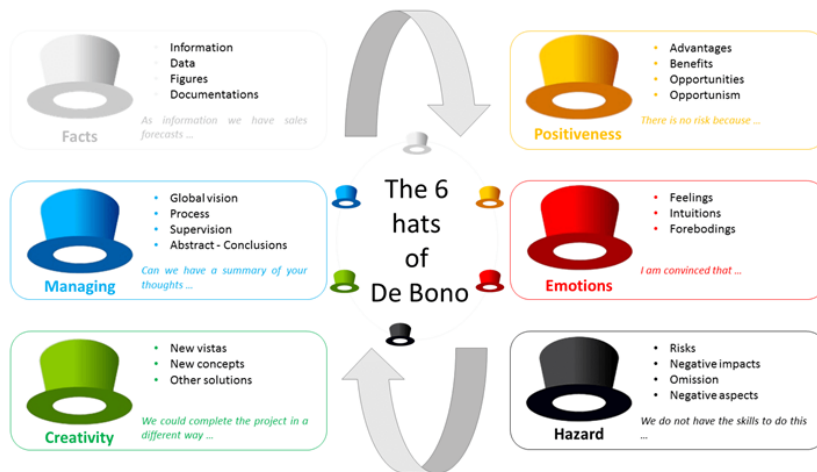 Information
Data
Figures
Documentations
As information we have sales
forecasts ...
Facts
Advantages
Benefits
Opportunities
Opportunism
There is no risk because ...
Positiveness
Global vision
Process
Supervision
Abstract - Conclusions
Can we have a summary of your
thoughts ...
Managing
The 6
hats
of
De Bono
Feelings
Intuitions
Forebodings
I am convinced that ...
Emotions
New vistas
New concepts
Other solutions
We could complete the project in a
different way ...
Creativity
Risks
Negative impacts
Omission
Negative aspects
We do not have the skills to do this
...
Hazard